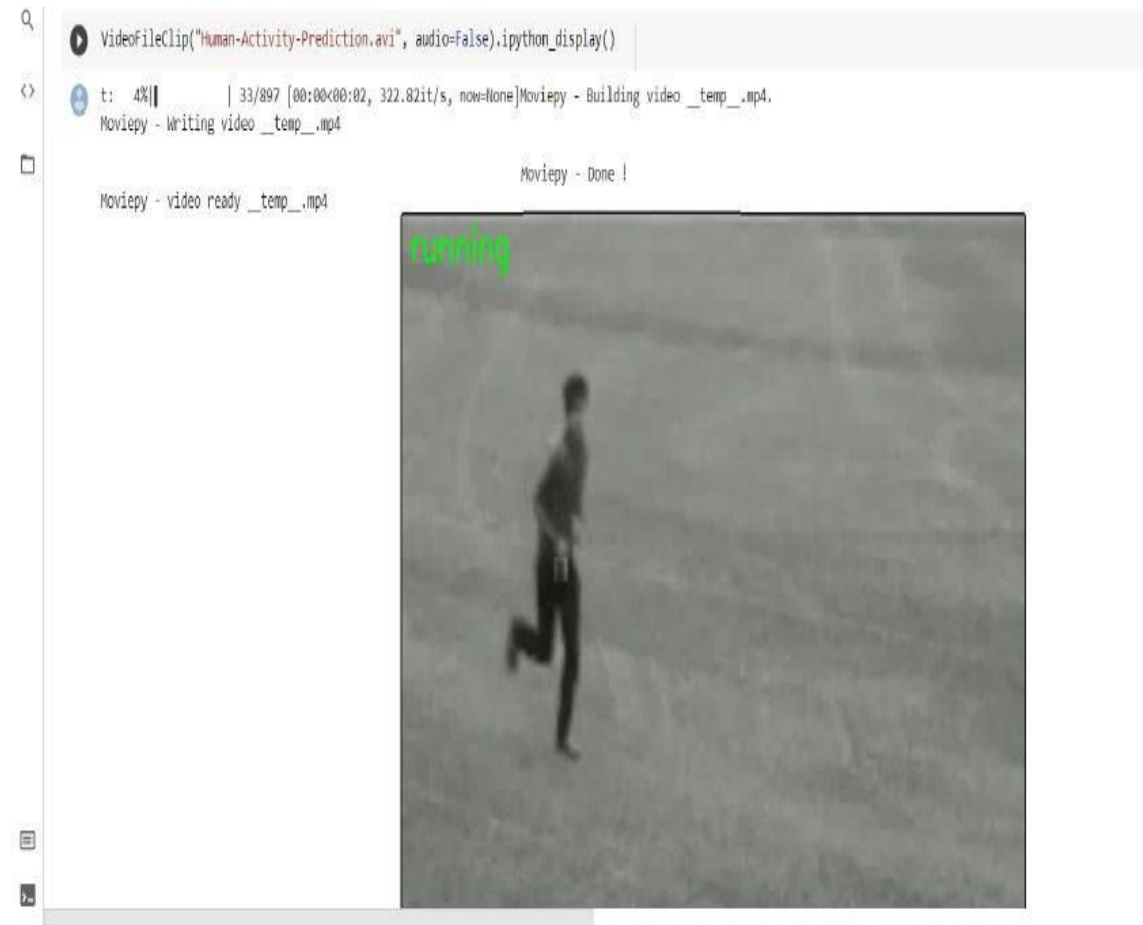 VideoFileClip("Human-Activity-Prediction.avi", audio=False).ipython_display()
t:   4%|▌         | 33/897 [00:00<00:02, 322.82it/s, now=None]Moviepy - Building video __temp__.mp4.
Moviepy - Writing video __temp__.mp4
Moviepy - Done !
Moviepy - video ready __temp__.mp4
running